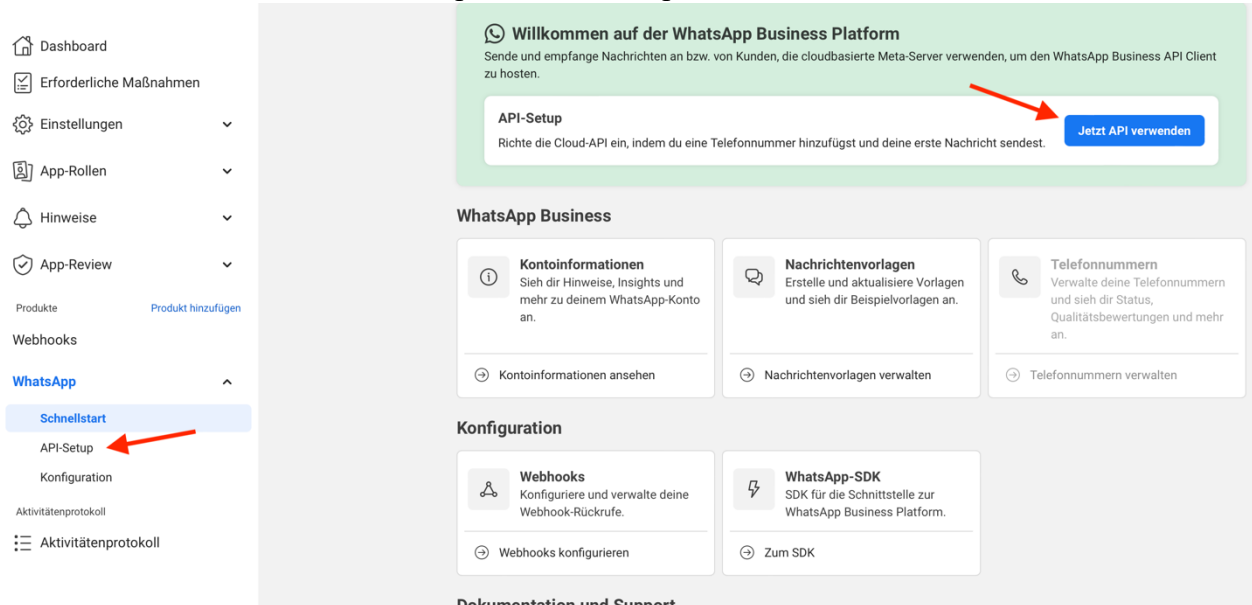 Dashboard
Erforderliche Maßnahmen
Einstellungen
App-Rollen
Hinweise
App-Review
Produkte
Produkt hinzufügen
Webhooks
WhatsApp
Schnellstart
API-Setup
Konfiguration
Aktivitätenprotokoll
Aktivitätenprotokoll
Willkommen auf der WhatsApp Business Platform
Sende und empfange Nachrichten an bzw. von Kunden, die cloudbasierte Meta-Server verwenden, um den WhatsApp Business API Client
zu hosten.
API-Setup
Richte die Cloud-API ein, indem du eine Telefonnummer hinzufügst und deine erste Nachricht sendest.
Jetzt API verwenden
WhatsApp Business
Kontoinformationen
Sieh dir Hinweise, Insights und
mehr zu deinem WhatsApp-Konto
an.
Kontoinformationen ansehen
Nachrichtenvorlagen
Erstelle und aktualisiere Vorlagen
und sieh dir Beispielvorlagen an.
Nachrichtenvorlagen verwalten
Telefonnummern
Verwalte deine Telefonnummern
und sieh dir Status,
Qualitätsbewertungen und mehr
an.
Telefonnummern verwalten
Konfiguration
Webhooks
Konfiguriere und verwalte deine
Webhook-Rückrufe.
Webhooks konfigurieren
WhatsApp-SDK
SDK für die Schnittstelle zur
WhatsApp Business Platform.
Zum SDK
Dokumentation und Support